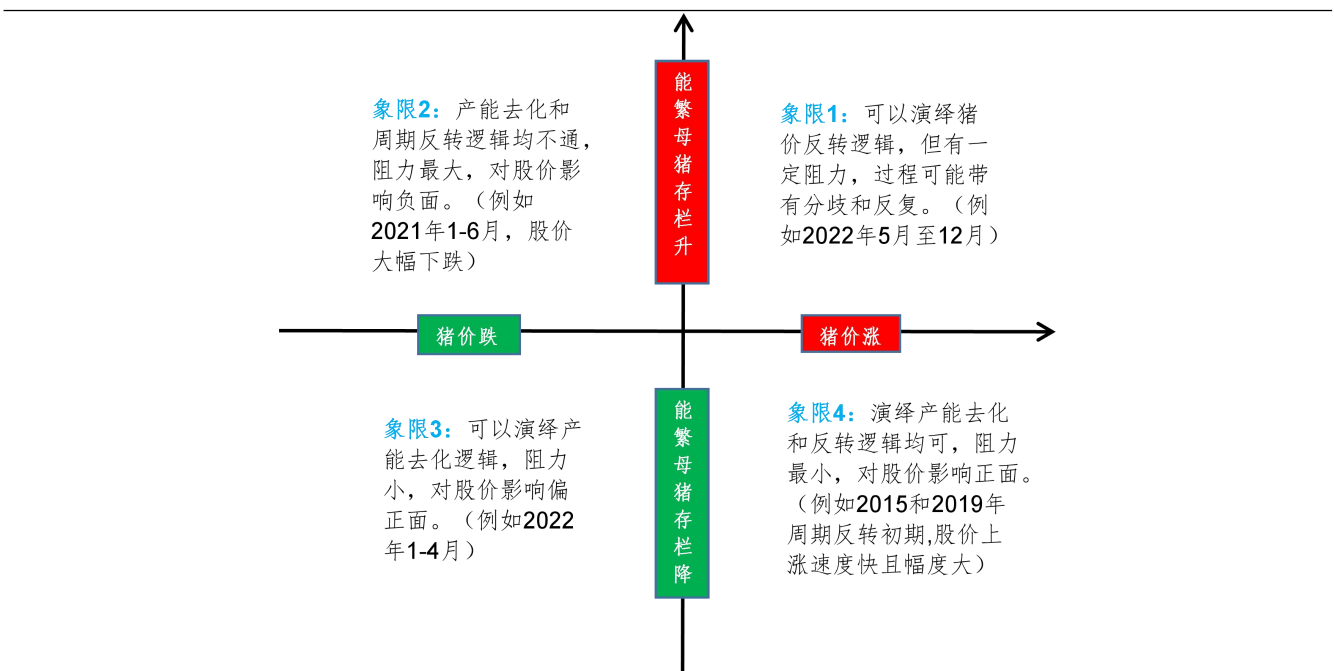 能
繁
母
猪
存
栏
升
象限2：产能去化和
周期反转逻辑均不通，
阻力最大，对股价影
响负面。（例如
2021年1-6月，股价
大幅下跌）
象限1：可以演绎猪
价反转逻辑，但有一
定阻力，过程可能带
有分歧和反复。（例
如2022年5月至12月）
猪价跌
猪价涨
象限3：可以演绎产
能去化逻辑，阻力
小，对股价影响偏
正面。（例如2022
年1-4月）
能
繁
母
猪
存
栏
降
象限4：演绎产能去化
和反转逻辑均可，阻力
最小，对股价影响正面。
（例如2015和2019年
周期反转初期,股价上
涨速度快且幅度大）